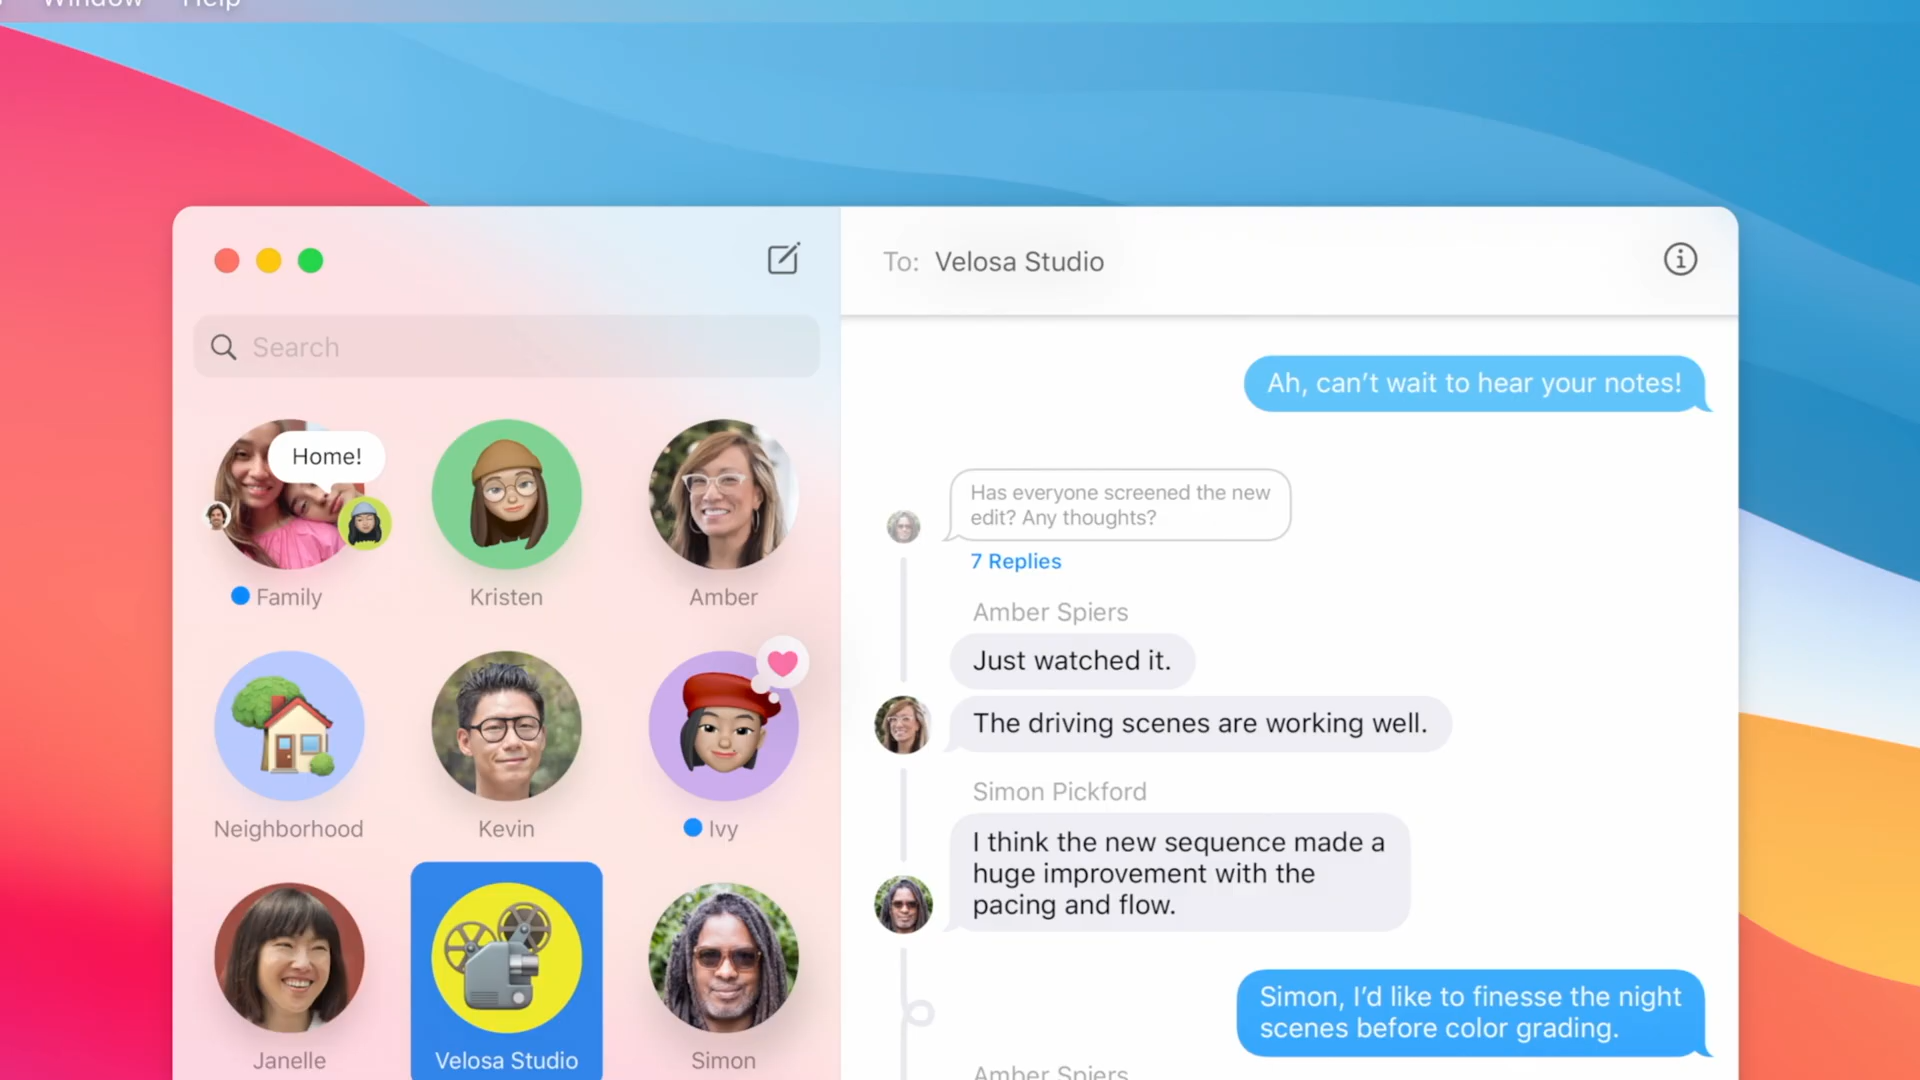 Window Help
To: Velosa Studio
Search
Home!
Family
Kristen
Amber
Neighborhood
Kevin
Ivy
Janelle
Velosa Studio
Simon
Ah, can’t wait to hear your notes!
Has everyone screened the new
edit? Any thoughts?
7 Replies
Amber Spiers
Just watched it.
The driving scenes are working well.
Simon Pickford
I think the new sequence made a
huge improvement with the
pacing and flow.
Simon, I’d like to finesse the night
scenes before color grading.
Amber Spiers